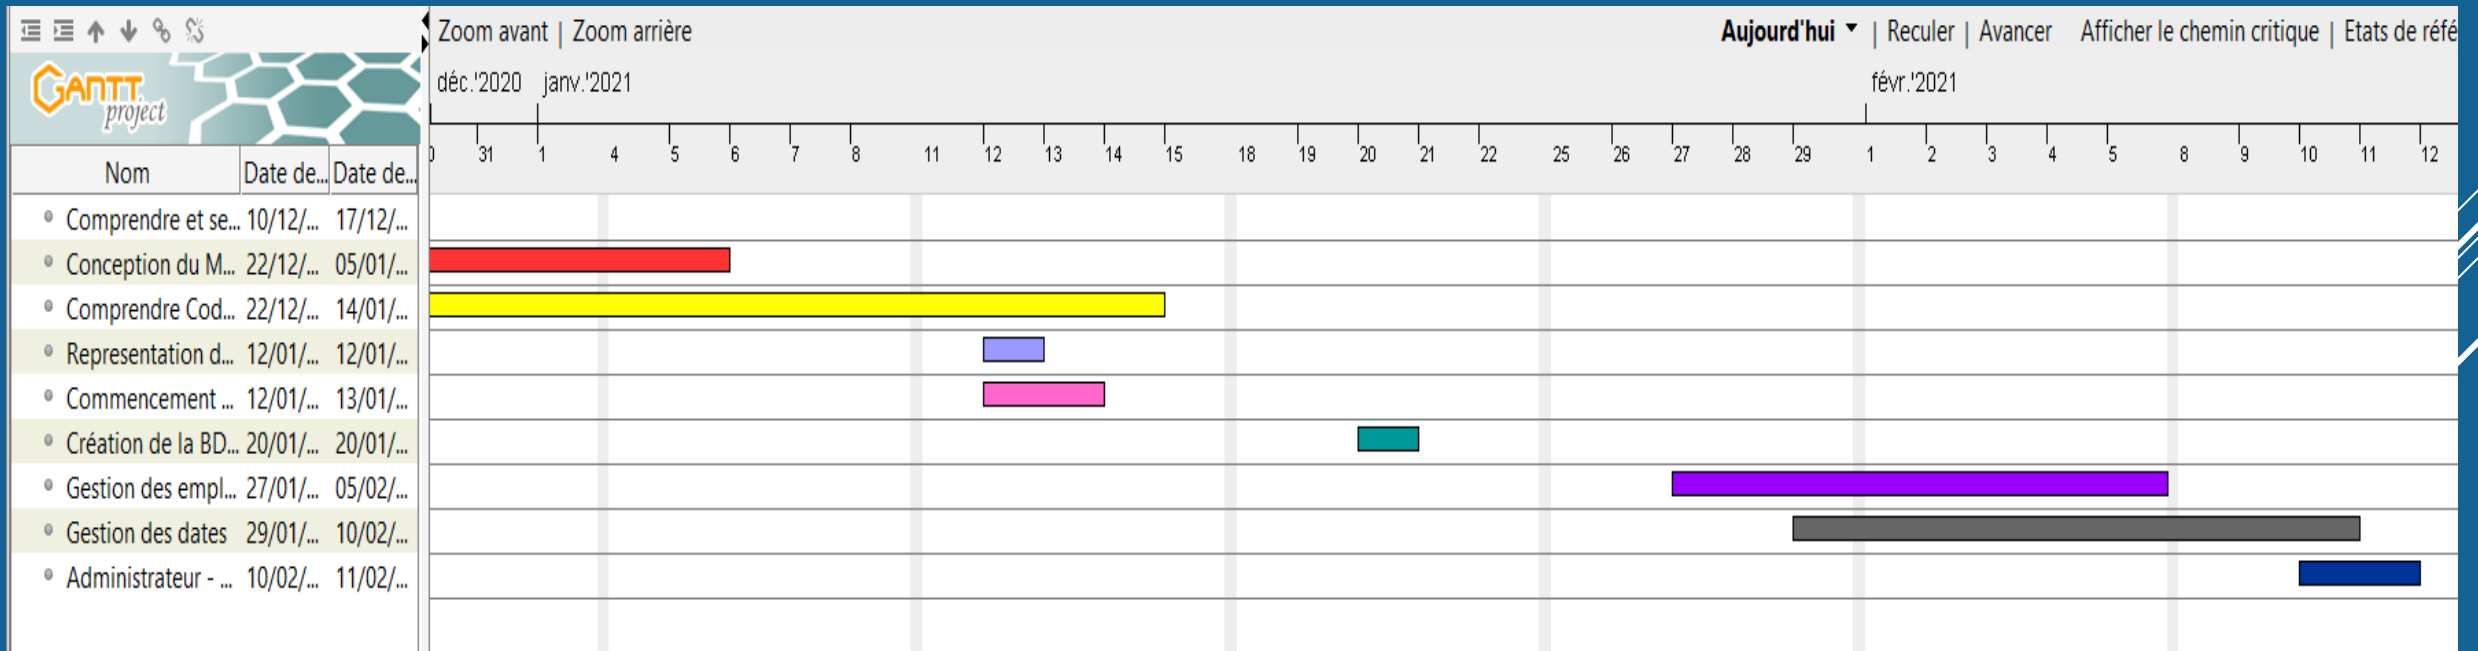 Zoom avant | Zoom arrière Aujourd'hui | Reculer | Avancer Afficher le chemin critique | Etats de réfé
GANTT project
déc.'2020 janv.'2021 févr.'2021
31 1 4 5 6 7 8 11 12 13 14 15 18 19 20 21 22 25 26 27 28 29 1 2 3 4 5 8 9 10 11 12
Nom Date de... Date de...
Comprendre et se... 10/12/... 17/12/...
Conception du M... 22/12/... 05/01/...
Comprendre Cod... 22/12/... 14/01/...
Representation d... 12/01/... 12/01/...
Commencement ... 12/01/... 13/01/...
Création de la BD... 20/01/... 20/01/...
Gestion des empl... 27/01/... 05/02/...
Gestion des dates 29/01/... 10/02/...
Administrateur - ... 10/02/... 11/02/...